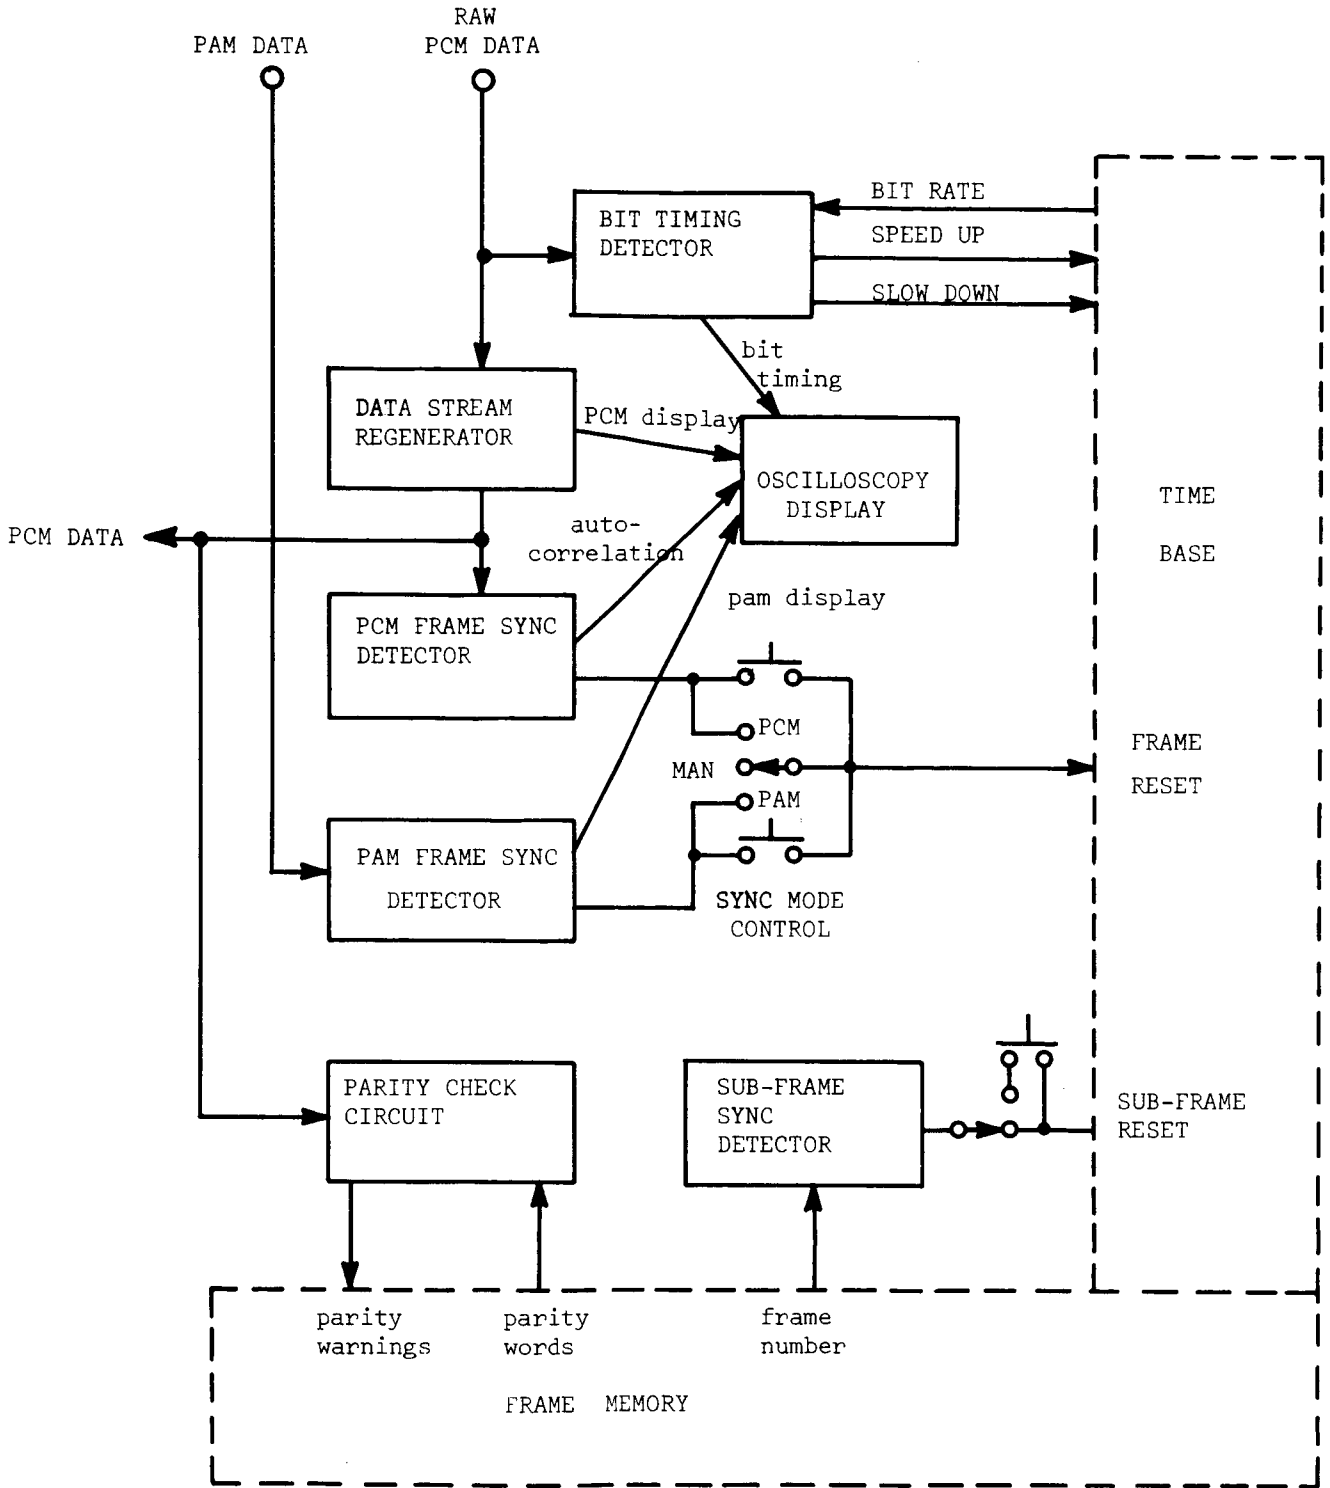 RAW
PAM DATA
PCM DATA
BIT RATE
BIT TIMING
DETECTOR
SPEED UP
SLOW DOWN
bit
timing
DATA STREAM
REGENERATOR
PCM display
OSCILLOSCOPY
DISPLAY
TIME
BASE
PCM DATA
auto-
correlation
pam display
PCM FRAME SYNC
DETECTOR
PCM
MAN
PAM
FRAME
RESET
PAM FRAME SYNC
DETECTOR
SYNC MODE
CONTROL
PARITY CHECK
CIRCUIT
SUB-FRAME
SYNC
DETECTOR
SUB-FRAME
RESET
parity
warnings
parity
words
frame
number
FRAME MEMORY